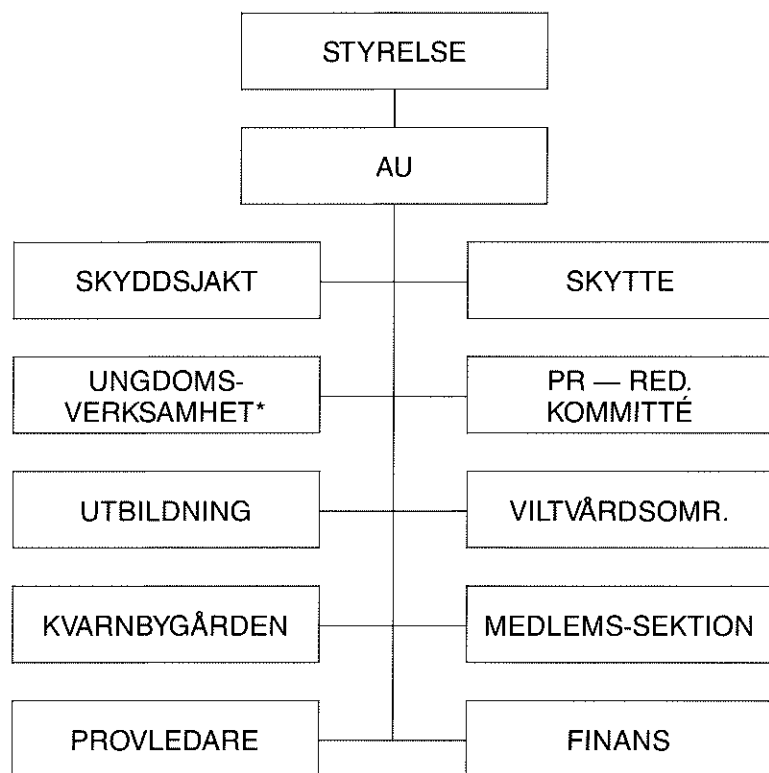 STYRELSE
AU
SKYDDSJAKT
SKYTTE
UNGDOMS-
VERKSAMHET*
PR — RED.
KOMMITTÉ
UTBILDNING
VILTVÅRDSOMR.
KVARNBYGÅRDEN
MEDLEMS-SEKTION
PROVLEDARE
FINANS